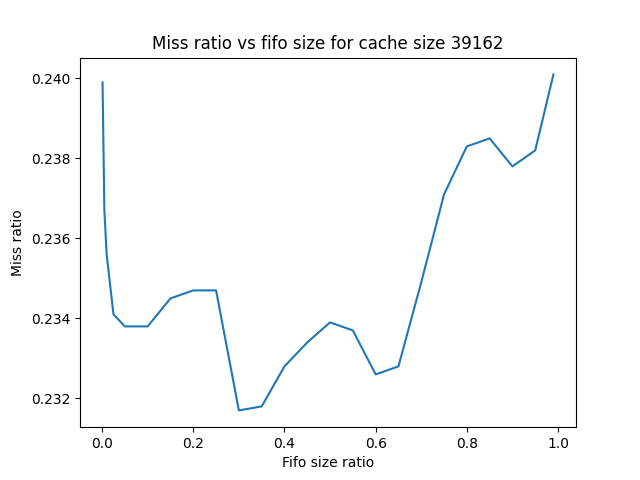 Miss ratio vs fifo size for cache size 39162
0.240
0.238
0.236
0.234
0.232
Miss ratio
0.0 0.2 0.4 0.6 0.8 1.0
Fifo size ratio